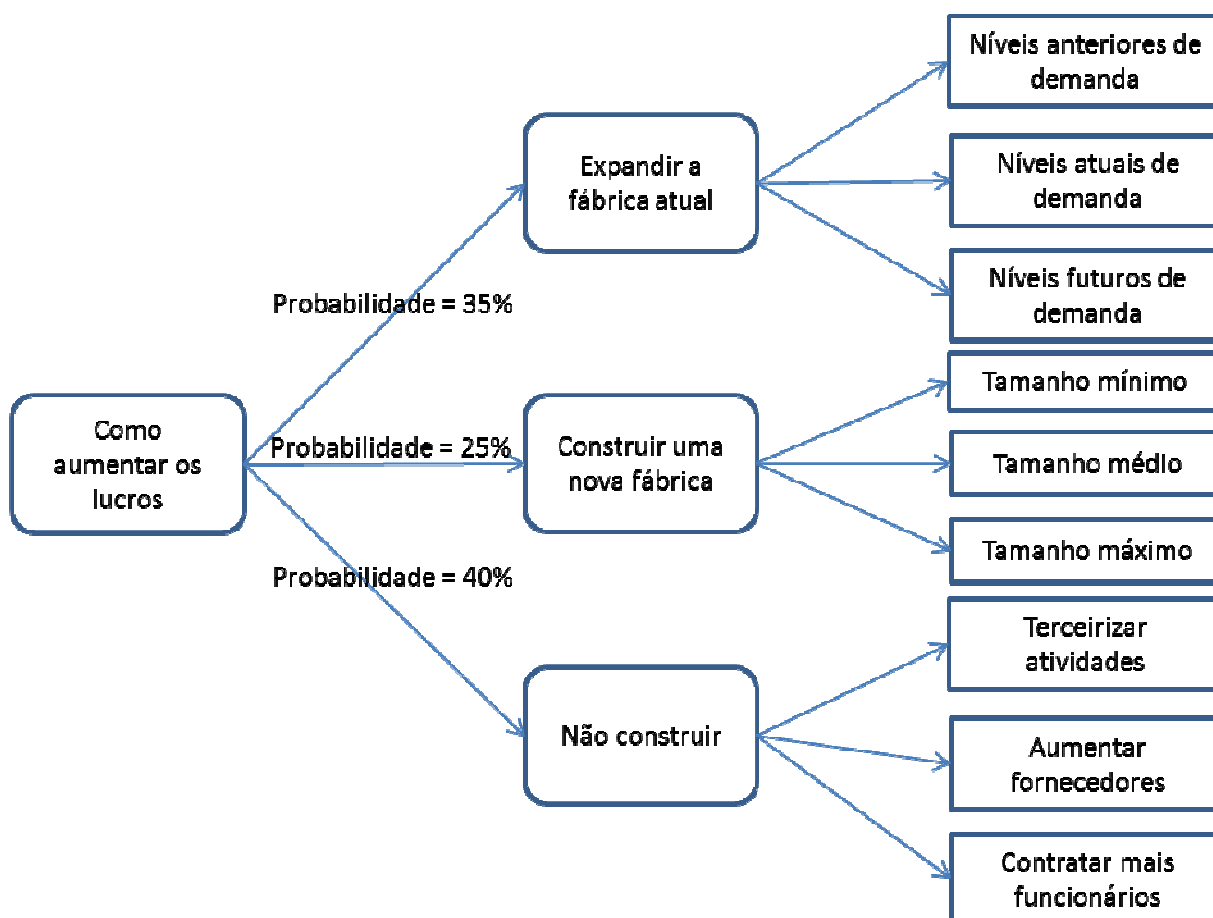 Níveis anteriores de
demanda
Expandir a
fábrica atual
Níveis atuais de
demanda
Níveis futuros de
demanda
Probabilidade = 35%
Tamanho mínimo
Como
aumentar os
lucros
Probabilidade = 25%
Construir uma
nova fábrica
Tamanho médio
Tamanho máximo
Probabilidade = 40%
Terceirizar
atividades
Não construir
Aumentar
fornecedores
Contratar mais
funcionários